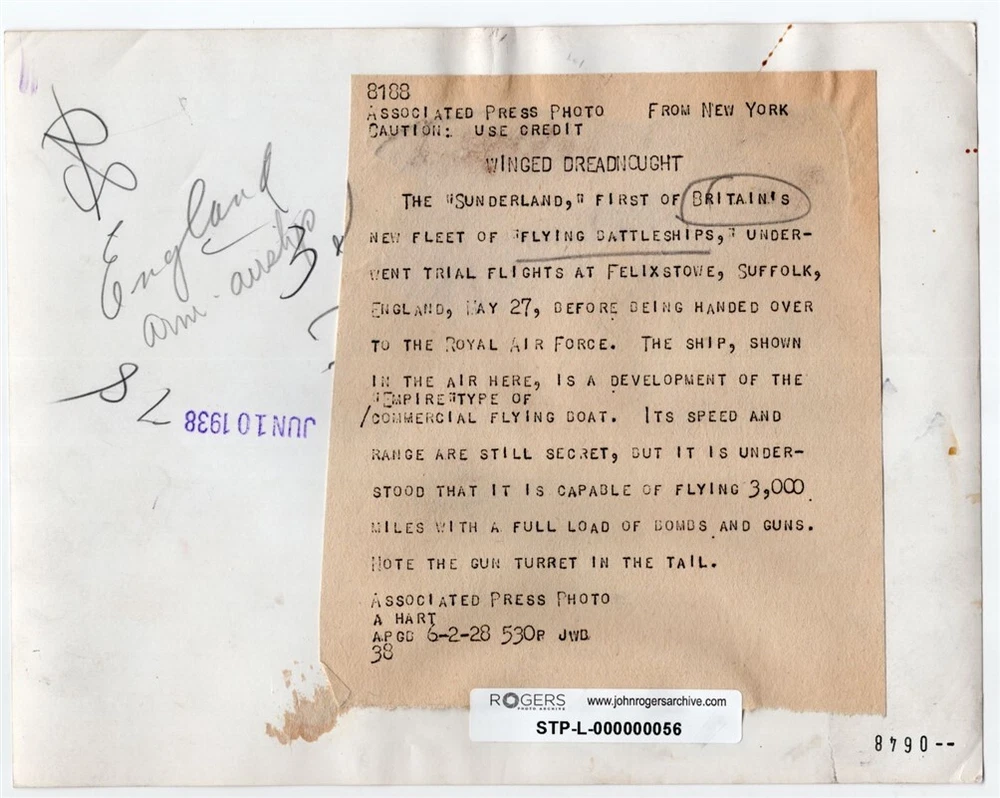 8188
ASSOCIATED PRESS PHOTO FROM NEW YORK
CAUTION: USE CREDIT
WINGED DREADNOUGHT
THE "SUNDERLAND," FIRST OF BRITAIN'S
NEW FLEET OF "FLYING BATTLESHIPS," UNDER-
WENT TRIAL FLIGHTS AT FELIXSTOWE, SUFFOLK,
ENGLAND, MAY 27, BEFORE BEING HANDED OVER
TO THE ROYAL AIR FORCE. THE SHIP, SHOWN
IN THE AIR HERE, IS A DEVELOPMENT OF THE
"EMPIRE"TYPE OF
/COMMERCIAL FLYING BOAT. ITS SPEED AND
RANGE ARE STILL SECRET, BUT IT IS UNDER-
STOOD THAT IT IS CAPABLE OF FLYING 3,000
MILES WITH A FULL LOAD OF BOMBS AND GUNS.
NOTE THE GUN TURRET IN THE TAIL.
ASSOCIATED PRESS PHOTO
A HART
APGD 6-2-28 530P JWB
38
England
3
JUN 10 1938
ROGERS
PHOTO ARCHIVE
www.johnrogersarchive.com
STP-L-000000056